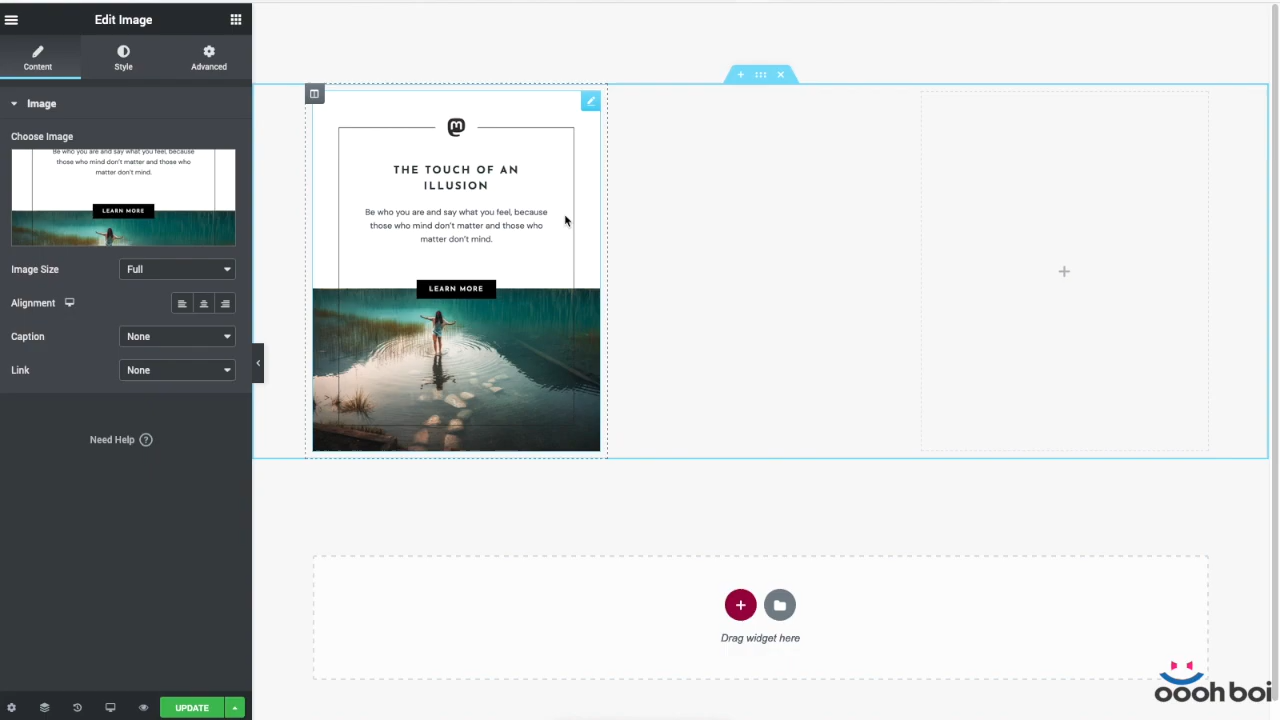 Edit Image
Content
Style
Advanced
Image
Choose Image
Be who you are and say what you feel, because
those who mind don't matter and those who
matter don't mind.
LEARN MORE
Image Size
Full
Alignment
Caption
None
Link
None
Need Help
UPDATE
THE TOUCH OF AN
ILLUSION
Be who you are and say what you feel, because
those who mind don't matter and those who
matter don't mind.
LEARN MORE
Drag widget here
oooh boi